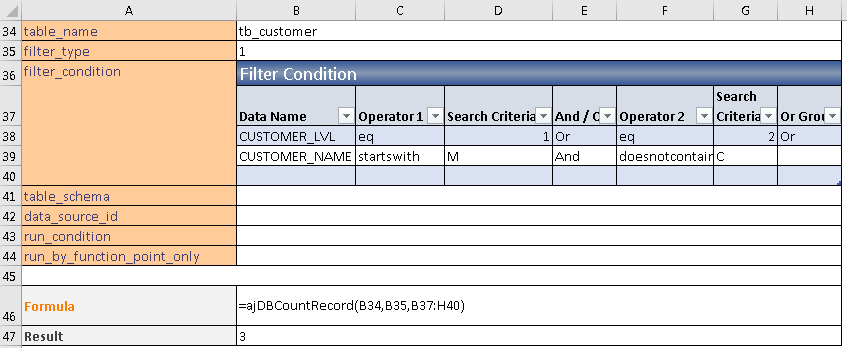 A B C D E F G H
34 table_name tb_customer
35 filter_type 1
36 filter_condition Filter Condition
37 Data Name Operator 1 Search Criteria And / O Operator 2 Search Criteria Or Grou
38 CUSTOMER_LVL eq 1 Or eq 2 Or
39 CUSTOMER_NAME startswith M And doesnotcontain C
40
41 table_schema
42 data_source_id
43 run_condition
44 run_by_function_point_only
45
46 Formula =ajDBCountRecord(B34,B35,B37:H40)
47 Result 3